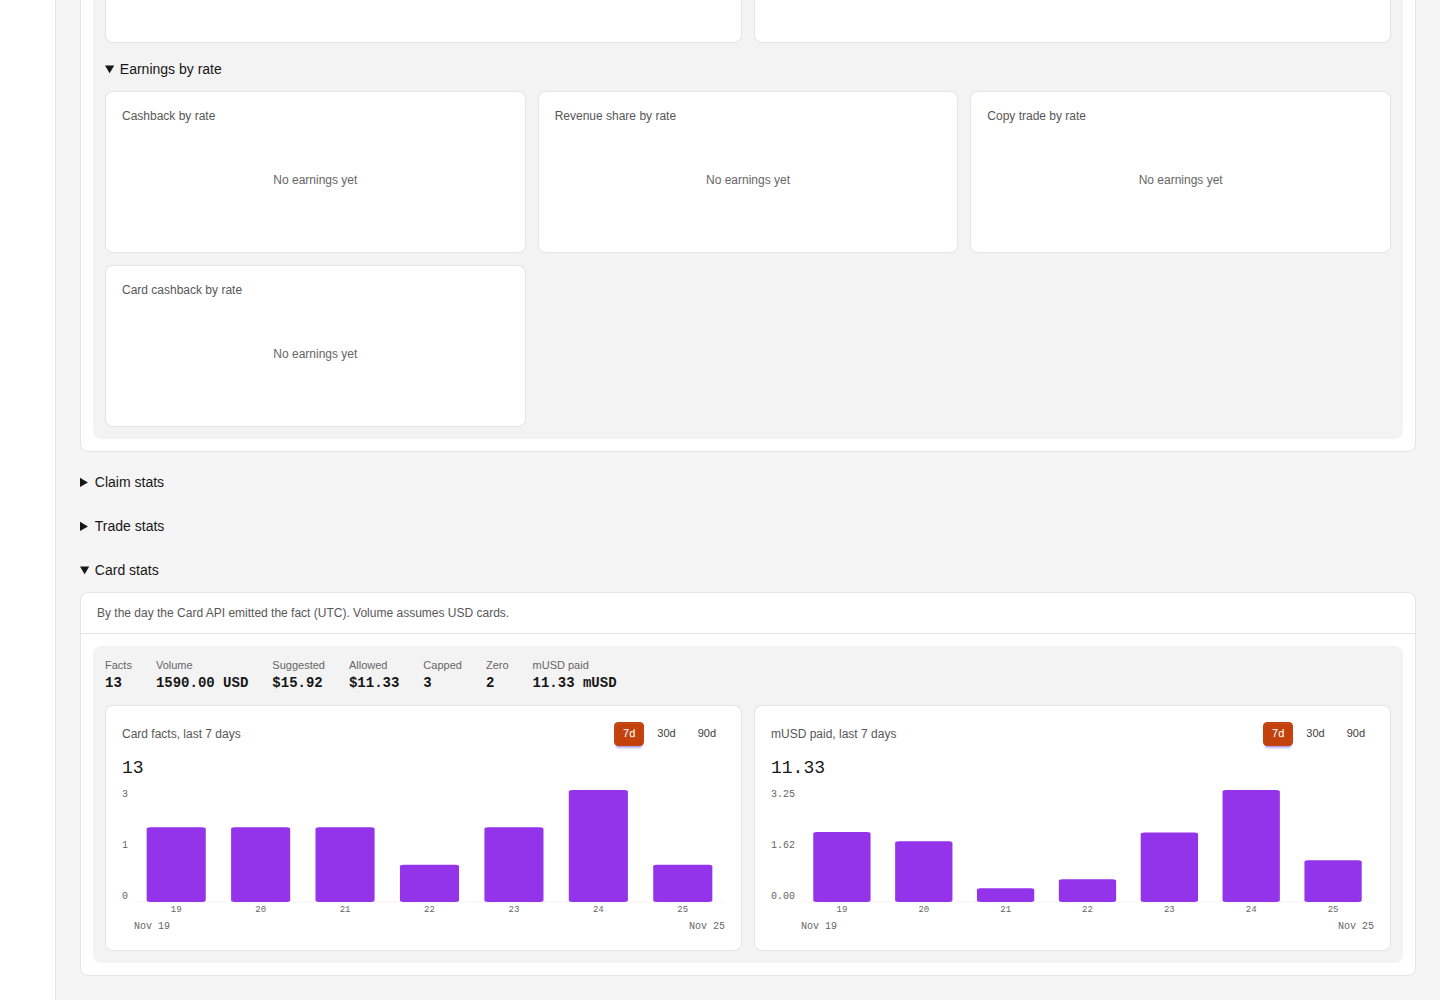 Earnings by rate
Cashback by rate
No earnings yet
Revenue share by rate
No earnings yet
Copy trade by rate
No earnings yet
Card cashback by rate
No earnings yet
Claim stats
Trade stats
Card stats
By the day the Card API emitted the fact (UTC). Volume assumes USD cards.
Facts Volume Suggested Allowed Capped Zero mUSD paid
13 1590.00 USD $15.92 $11.33 3 2 11.33 mUSD
Card facts, last 7 days 7d 30d 90d
13
3
1
0
19 20 21 22 23 24 25
Nov 19 Nov 25
mUSD paid, last 7 days 7d 30d 90d
11.33
3.25
1.62
0.00
19 20 21 22 23 24 25
Nov 19 Nov 25